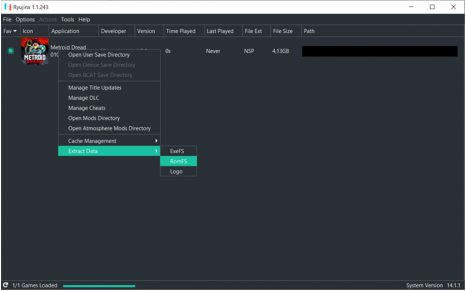 Ryujinx 1.1.243
File Options Actions Tools Help
Fav Icon Application Developer Version Time Played Last Played File Ext File Size Path
METROID
Metroid Dread
010
0s Never NSP 4,13GB
Open User Save Directory
Open Device Save Directory
Open BCAT Save Directory
Manage Title Updates
Manage DLC
Manage Cheats
Open Mods Directory
Open Atmosphere Mods Directory
Cache Management
Extract Data
ExeFS
RomFS
Logo
1/1 Games Loaded System Version 14.1.1